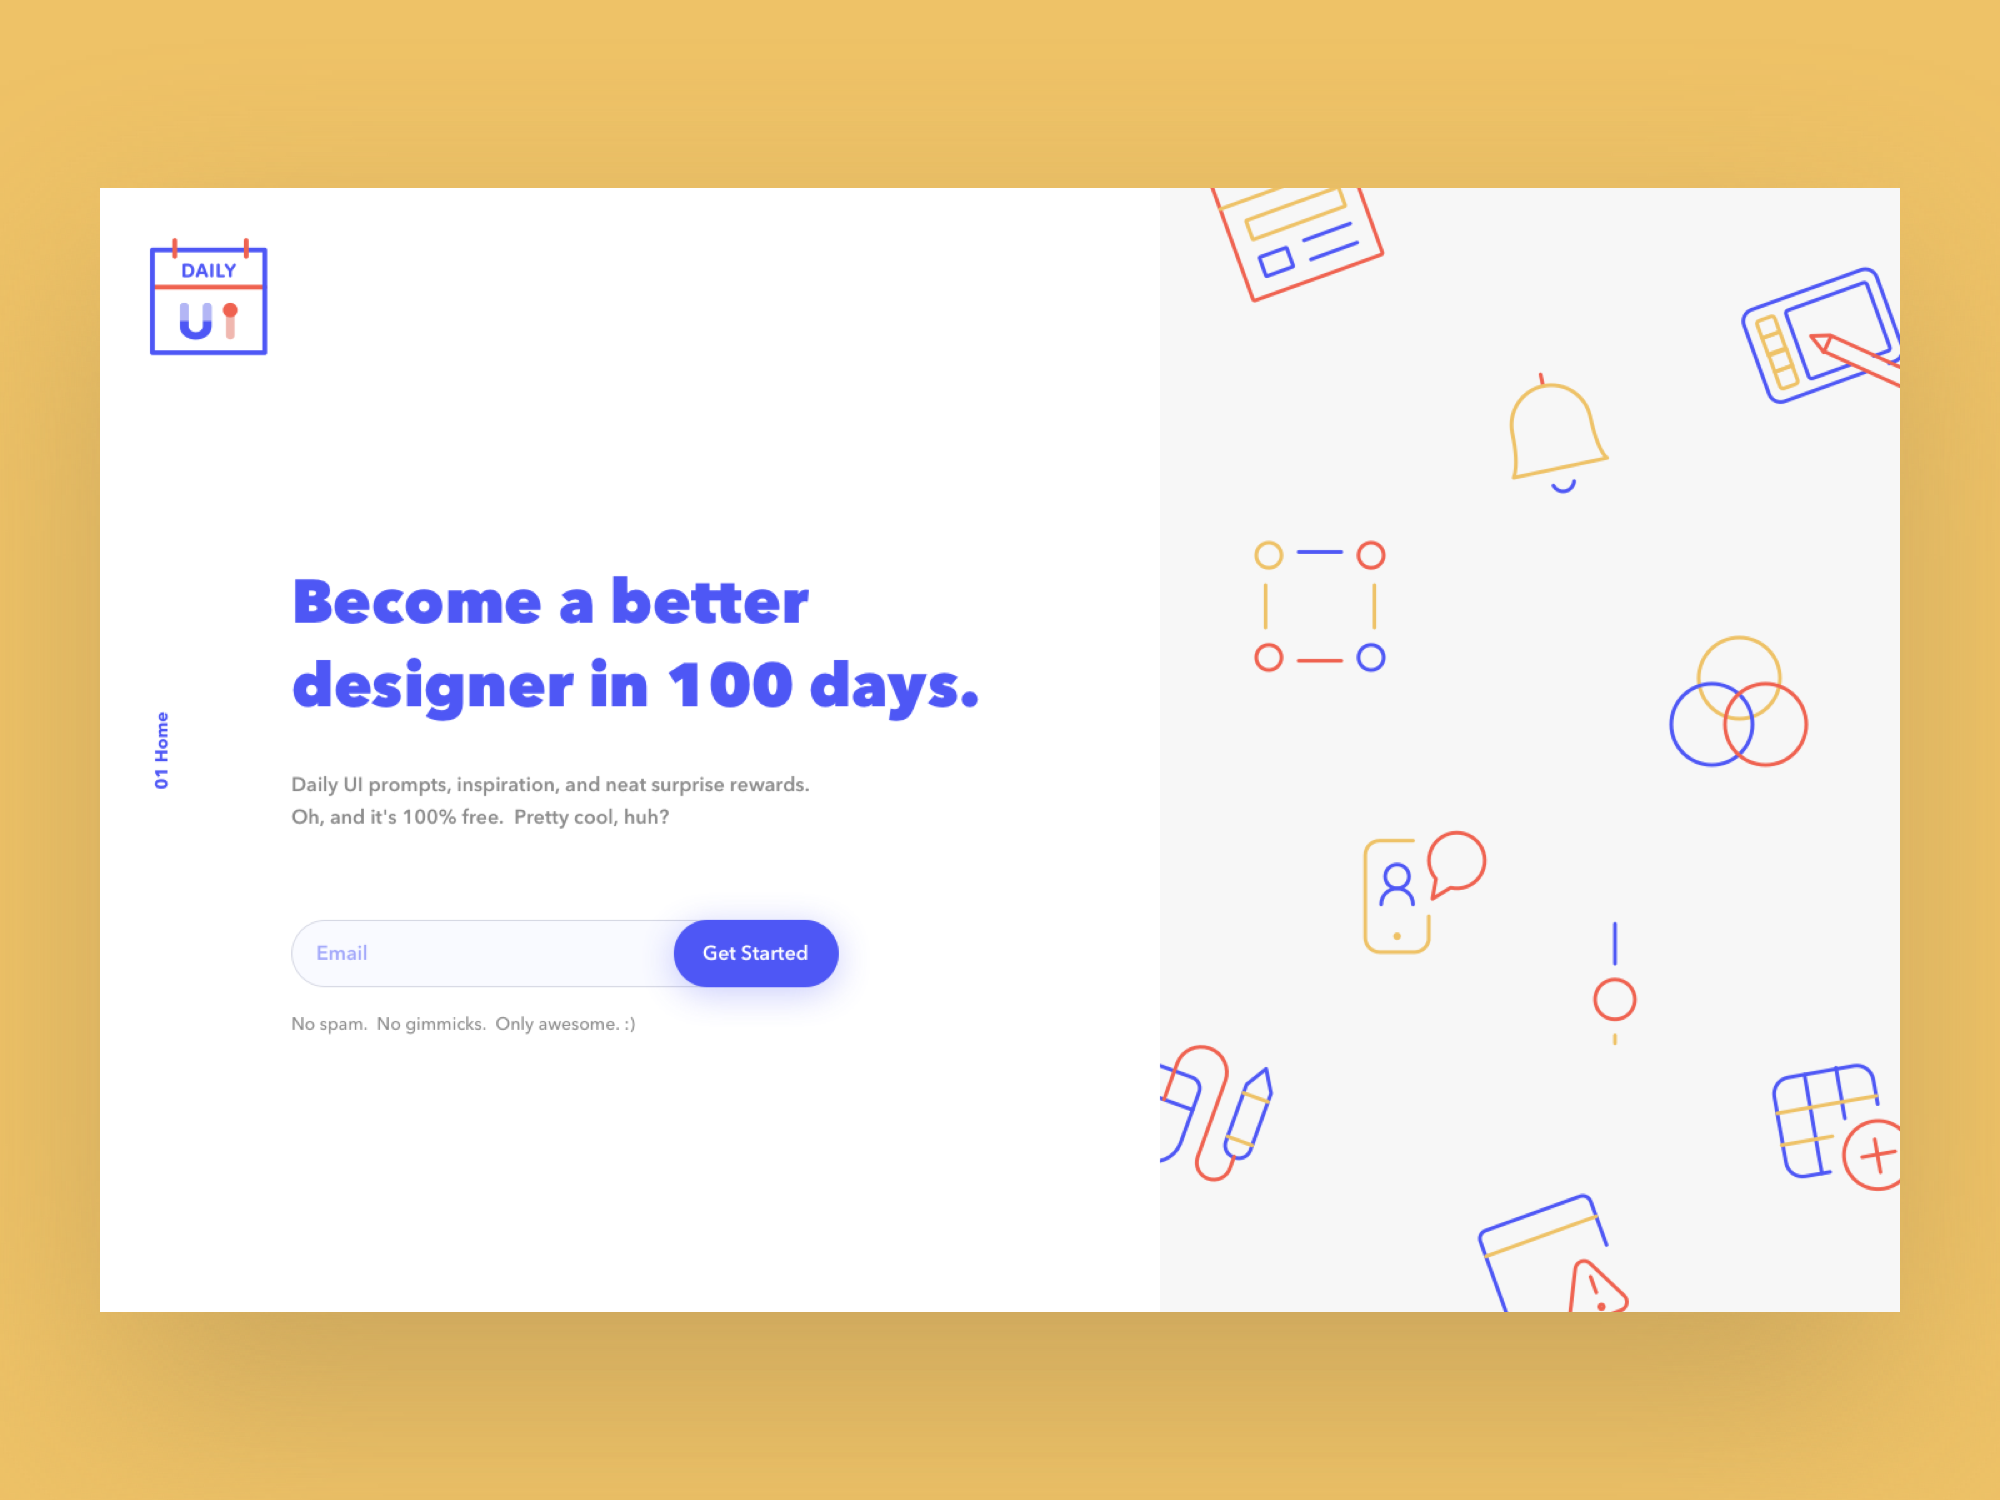 DAILY
UI
Become a better
designer in 100 days.
01 Home
Daily UI prompts, inspiration, and neat surprise rewards.
Oh, and it's 100% free.  Pretty cool, huh?
Email
Get Started
No spam.  No gimmicks.  Only awesome. :)